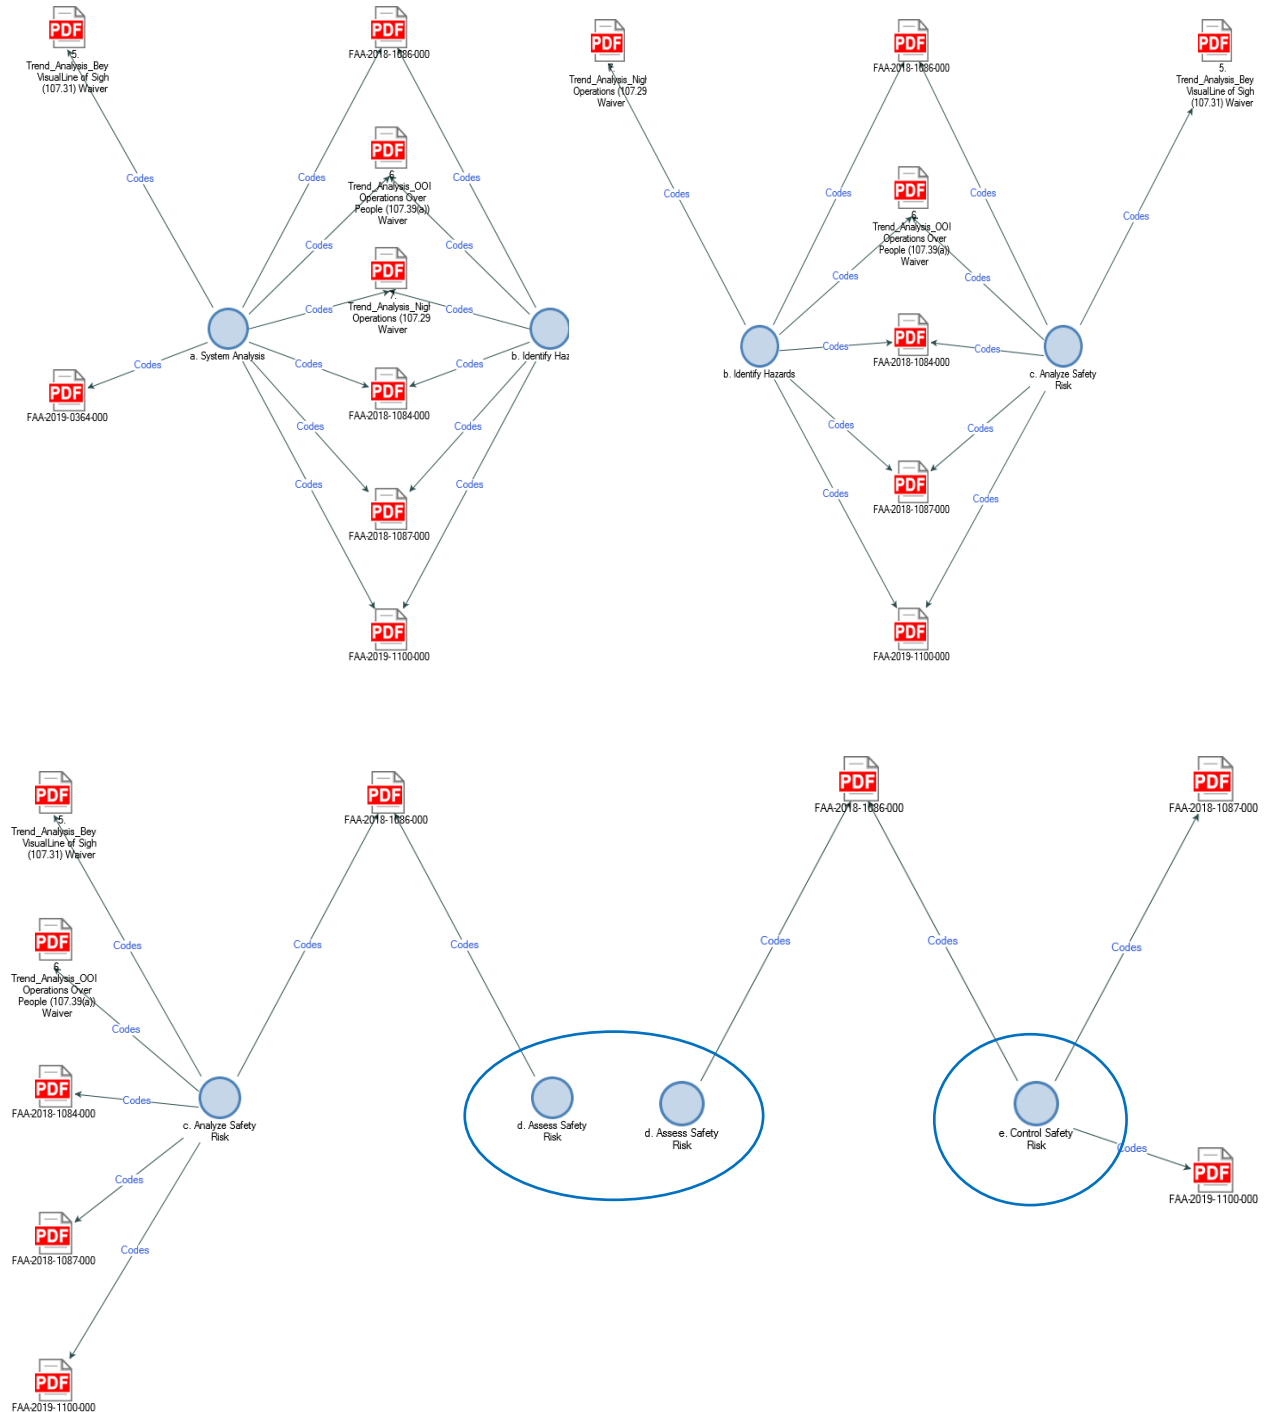 PDF
5.
Trend_Analysis_Bey
VisualLine of Sigh
(107.31) Waiver
PDF
FAA-2018-1086-000
PDF
6.
Trend_Analysis_OOI
Operations Over
People (107.39(a))
Waiver
PDF
7.
Trend_Analysis_Nigh
Operations (107.29
Waiver
Codes
Codes
Codes
Codes
Codes
Codes
Codes
a. System Analysis
b. Identify Haz
Codes
Codes
Codes
PDF
FAA-2019-0364-000
PDF
FAA-2018-1084-000
Codes
Codes
PDF
FAA-2018-1087-000
Codes
Codes
PDF
FAA-2019-1100-000
PDF
7.
Trend_Analysis_Nigh
Operations (107.29
Waiver
PDF
FAA-2018-1086-000
PDF
5.
Trend_Analysis_Bey
VisualLine of Sigh
(107.31) Waiver
PDF
6.
Trend_Analysis_OOI
Operations Over
People (107.39(a))
Waiver
Codes
Codes
Codes
Codes
Codes
Codes
b. Identify Hazards
c. Analyze Safety
Risk
Codes
Codes
PDF
FAA-2018-1084-000
Codes
Codes
PDF
FAA-2018-1087-000
Codes
Codes
PDF
FAA-2019-1100-000
PDF
5.
Trend_Analysis_Bey
VisualLine of Sigh
(107.31) Waiver
PDF
FAA-2018-1086-000
PDF
6.
Trend_Analysis_OOI
Operations Over
People (107.39(a))
Waiver
Codes
Codes
Codes
Codes
PDF
FAA-2018-1084-000
Codes
c. Analyze Safety
Risk
d. Assess Safety
Risk
Codes
PDF
FAA-2018-1087-000
Codes
PDF
FAA-2019-1100-000
PDF
FAA-2018-1086-000
PDF
FAA-2018-1087-000
Codes
Codes
Codes
d. Assess Safety
Risk
e. Control Safety
Risk
Codes
PDF
FAA-2019-1100-000